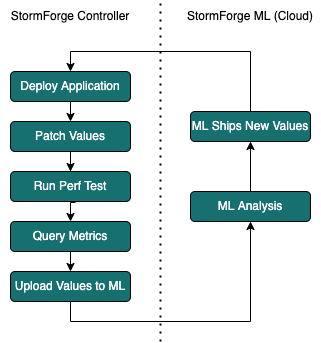 StormForge Controller
StormForge ML (Cloud)
Deploy Application
Patch Values
Run Perf Test
Query Metrics
Upload Values to ML
ML Ships New Values
ML Analysis